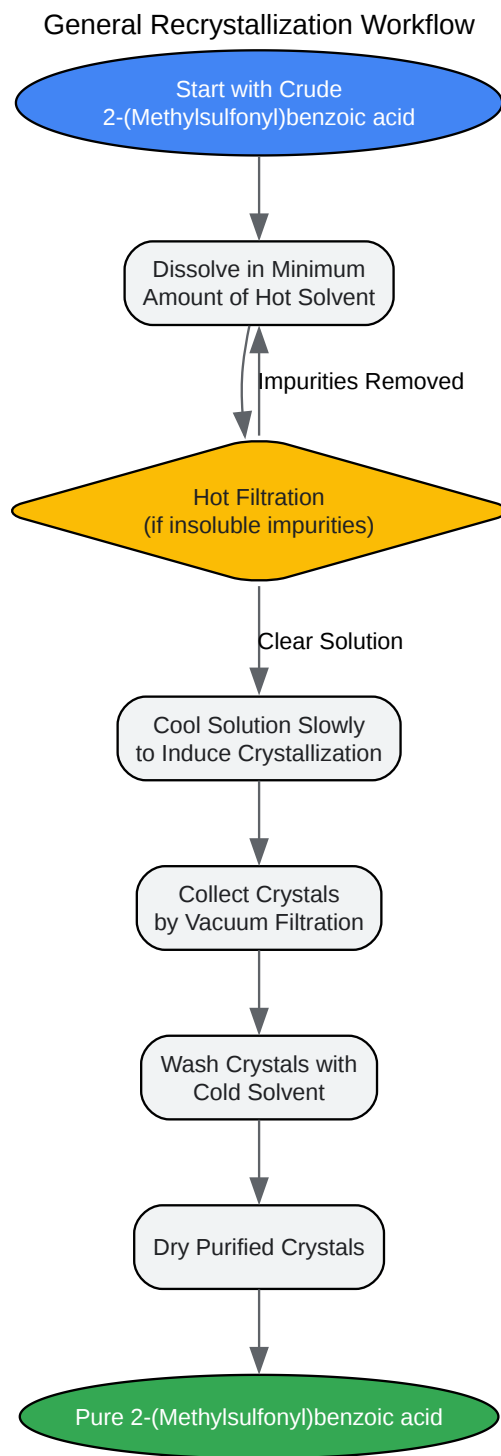 General Recrystallization Workflow
Start with Crude
2-(Methylsulfonyl)benzoic acid
Dissolve in Minimum
Amount of Hot Solvent
Impurities Removed
Hot Filtration
(if insoluble impurities)
Clear Solution
Cool Solution Slowly
to Induce Crystallization
Collect Crystals
by Vacuum Filtration
Wash Crystals with
Cold Solvent
Dry Purified Crystals
Pure 2-(Methylsulfonyl)benzoic acid